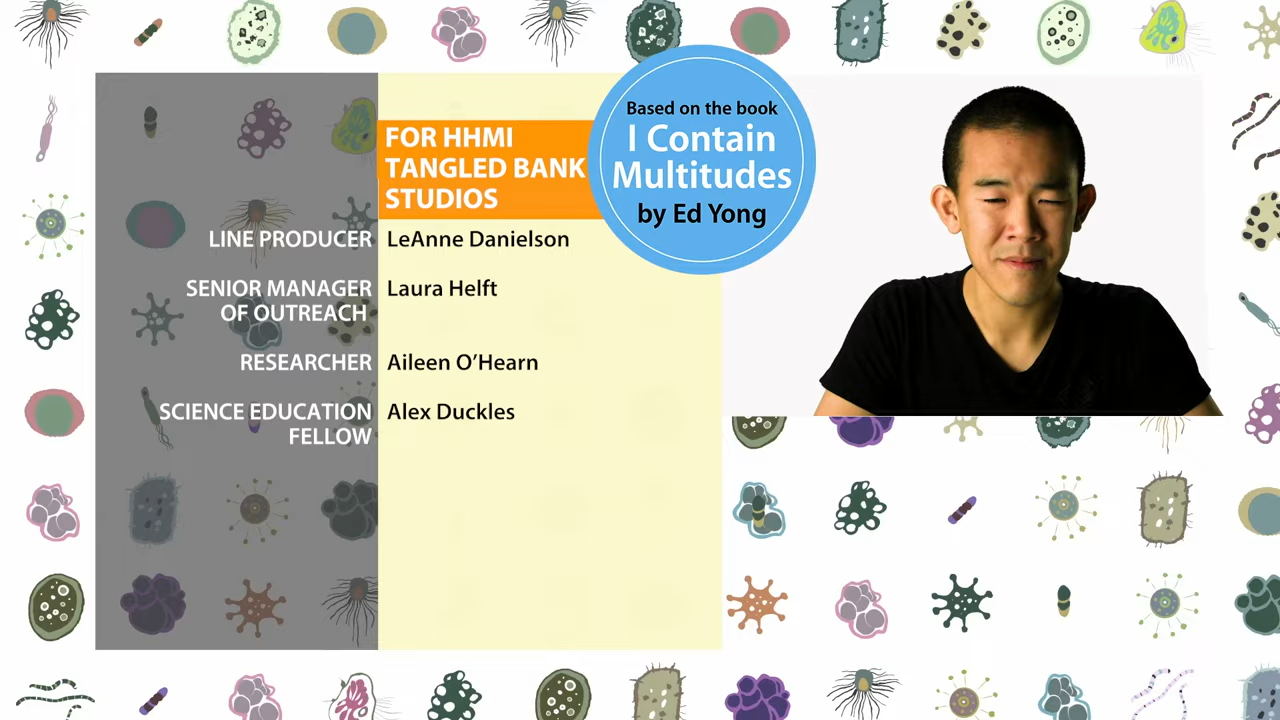 FOR HHMI
TANGLED BANK
STUDIOS
LINE PRODUCER LeAnne Danielson
SENIOR MANAGER Laura Helft
OF OUTREACH
RESEARCHER Aileen O’Hearn
SCIENCE EDUCATION Alex Duckles
FELLOW
Based on the book
I Contain
Multitudes
by Ed Yong